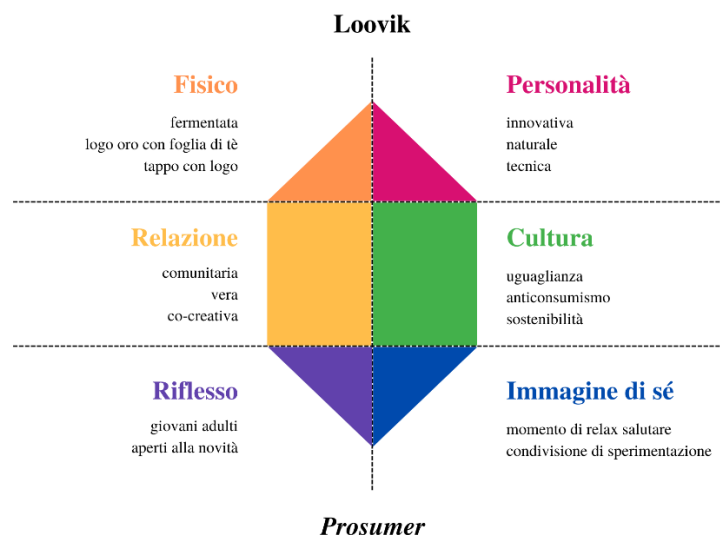 Loovik
Fisico
fermentata
logo oro con foglia di tè
tappo con logo
Personalità
innovativa
naturale
tecnica
Relazione
comunitaria
vera
co-creativa
Cultura
uguaglianza
anticonsumismo
sostenibilità
Riflesso
giovani adulti
aperti alla novità
Immagine di sé
momento di relax salutare
condivisione di sperimentazione
Prosumer